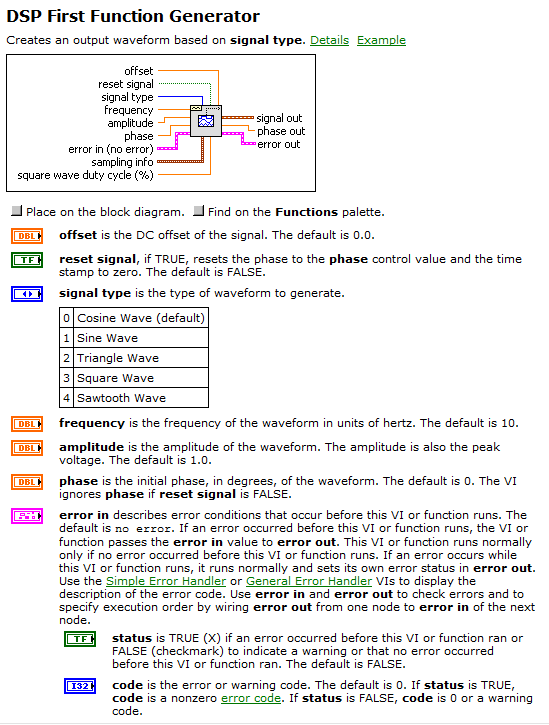 DSP First Function Generator
Creates an output waveform based on signal type. Details Example
offset
reset signal
signal type
frequency
amplitude
phase
error in (no error)
sampling info
square wave duty cycle (%)
signal out
phase out
error out
Place on the block diagram. Find on the Functions palette.
DBL offset is the DC offset of the signal. The default is 0.0.
TF reset signal, if TRUE, resets the phase to the phase control value and the time
stamp to zero. The default is FALSE.
signal type is the type of waveform to generate.
0 Cosine Wave (default)
1 Sine Wave
2 Triangle Wave
3 Square Wave
4 Sawtooth Wave
DBL frequency is the frequency of the waveform in units of hertz. The default is 10.
DBL amplitude is the amplitude of the waveform. The amplitude is also the peak
voltage. The default is 1.0.
DBL phase is the initial phase, in degrees, of the waveform. The default is 0. The VI
ignores phase if reset signal is FALSE.
error in describes error conditions that occur before this VI or function runs. The
default is no error. If an error occurred before this VI or function runs, the VI or
function passes the error in value to error out. This VI or function runs normally
only if no error occurred before this VI or function runs. If an error occurs while
this VI or function runs, it runs normally and sets its own error status in error out.
Use the Simple Error Handler or General Error Handler VIs to display the
description of the error code. Use error in and error out to check errors and to
specify execution order by wiring error out from one node to error in of the next
node.
TF status is TRUE (X) if an error occurred before this VI or function ran or
FALSE (checkmark) to indicate a warning or that no error occurred
before this VI or function ran. The default is FALSE.
I32 code is the error or warning code. The default is 0. If status is TRUE,
code is a nonzero error code. If status is FALSE, code is 0 or a warning
code.